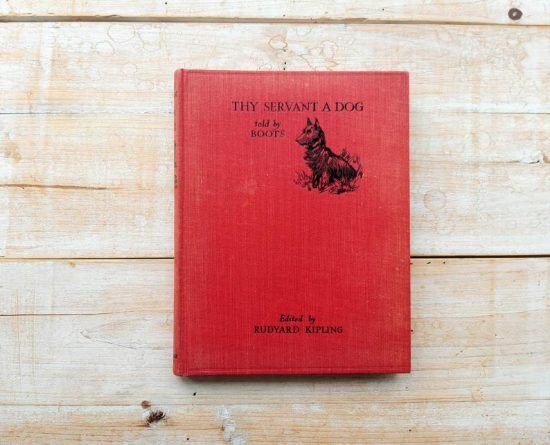 THY SERVANT A DOG
told by
BOOTS
Edited by
RUDYARD KIPLING